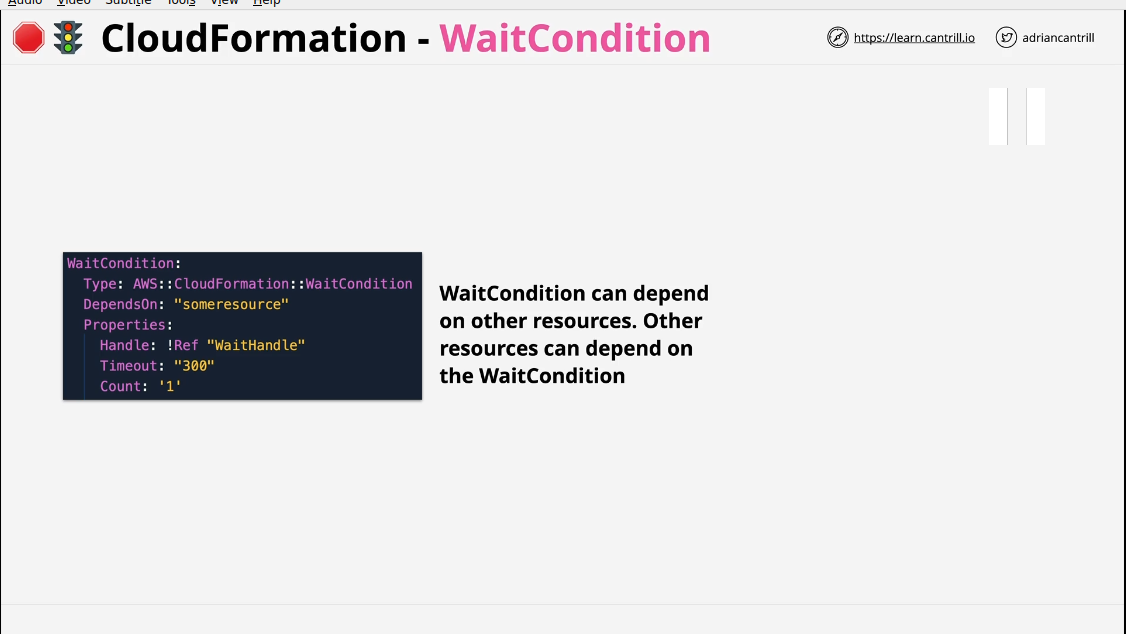 Audio Video Subtitle Tools View Help
CloudFormation - WaitCondition
https://learn.cantrill.io
adriancantrill
WaitCondition:
Type: AWS::CloudFormation::WaitCondition
DependsOn: "someresource"
Properties:
Handle: !Ref "WaitHandle"
Timeout: "300"
Count: '1'
WaitCondition can depend
on other resources. Other
resources can depend on
the WaitCondition